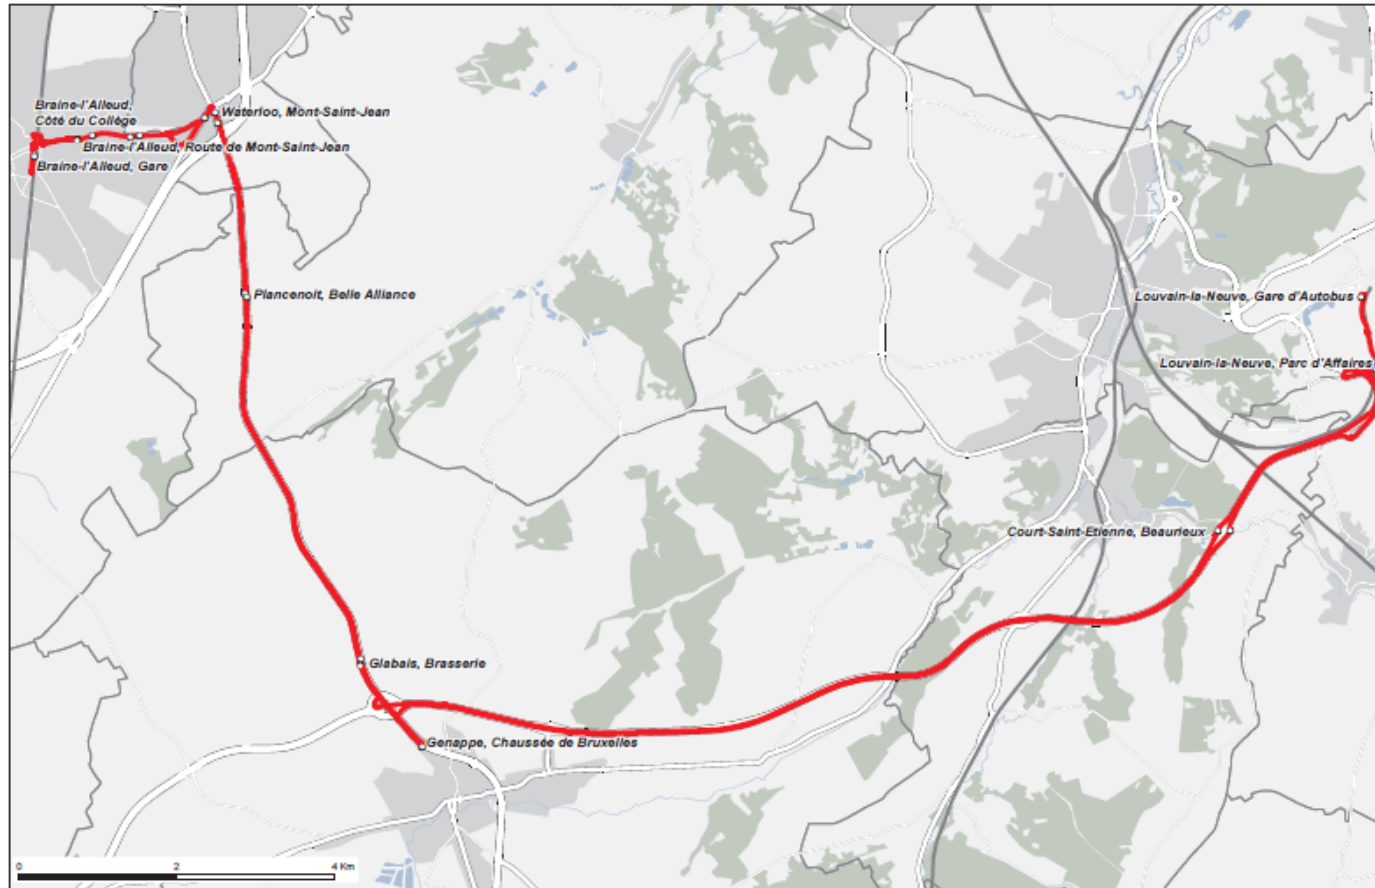 Braine-l'Alleud,
Côté du Collège
Waterloo, Mont-Saint-Jean
Braine-l'Alleud, Route de Mont-Saint-Jean
Braine-l'Alleud, Gare
Plancenoit, Belle Alliance
Louvain-la-Neuve, Gare d'Autobus
Louvain-la-Neuve, Parc d'Affaires
Court-Saint-Etienne, Beaurieux
Glabais, Brasserie
Genappe, Chaussée de Bruxelles
0 2 4 Km